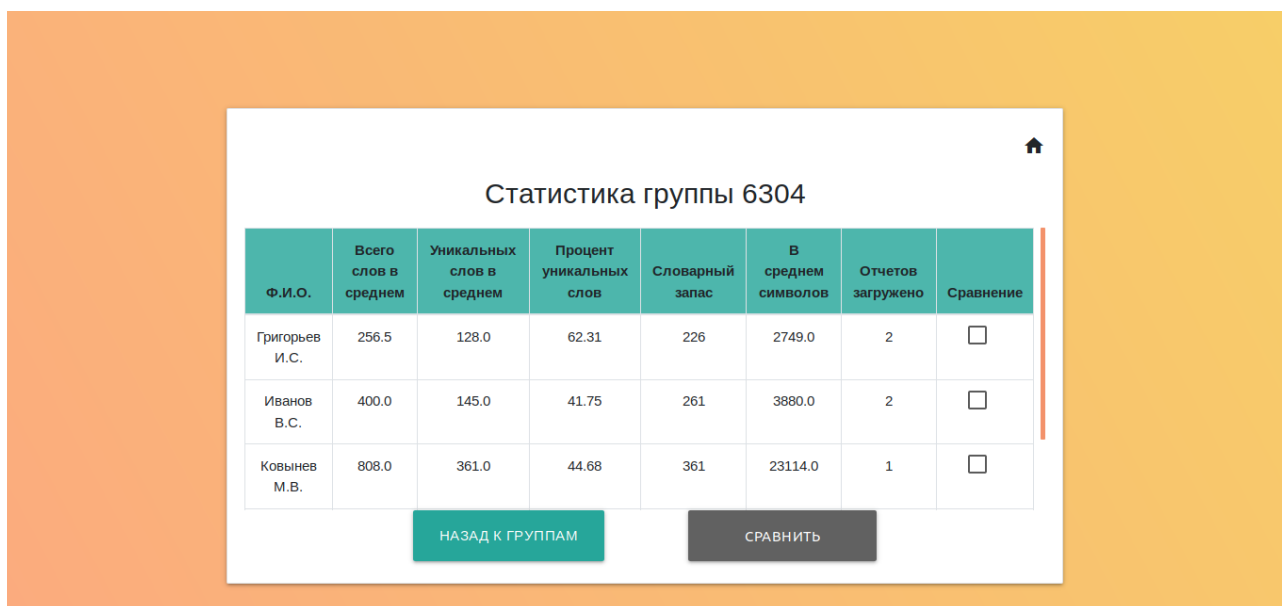 Статистика группы 6304
Всего Уникальных Процент В
слов в слов в уникальных Словарный среднем Отчетов
Ф.И.О. среднем среднем слов запас символов загружено Сравнение
Григорьев 256.5 128.0 62.31 226 2749.0 2
И.С.
Иванов 400.0 145.0 41.75 261 3880.0 2
В.С.
Ковынев 808.0 361.0 44.68 361 23114.0 1
М.В.
НАЗАД К ГРУППАМ СРАВНИТЬ